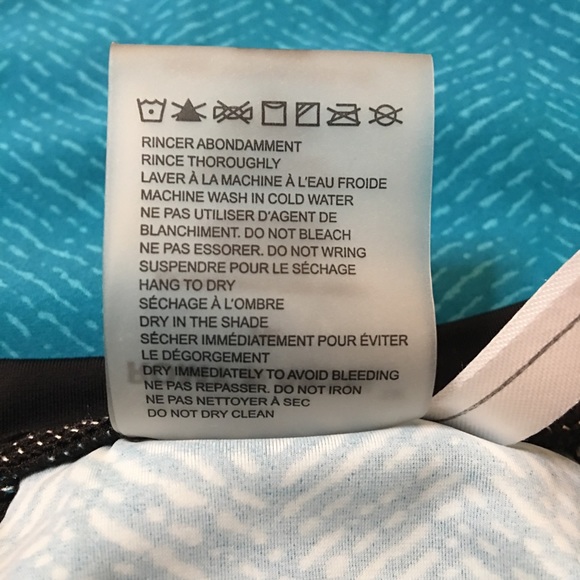 RINCER ABONDAMMENT
RINCE THOROUGHLY
LAVER À LA MACHINE À L'EAU FROIDE
MACHINE WASH IN COLD WATER
NE PAS UTILISER D'AGENT DE
BLANCHIMENT. DO NOT BLEACH
NE PAS ESSORER. DO NOT WRING
SUSPENDRE POUR LE SÉCHAGE
HANG TO DRY
SÉCHAGE À L'OMBRE
DRY IN THE SHADE
SÉCHER IMMÉDIATEMENT POUR ÉVITER
LE DÉGORGEMENT
DRY IMMEDIATELY TO AVOID BLEEDING
NE PAS REPASSER. DO NOT IRON
NE PAS NETTOYER À SEC
DO NOT DRY CLEAN